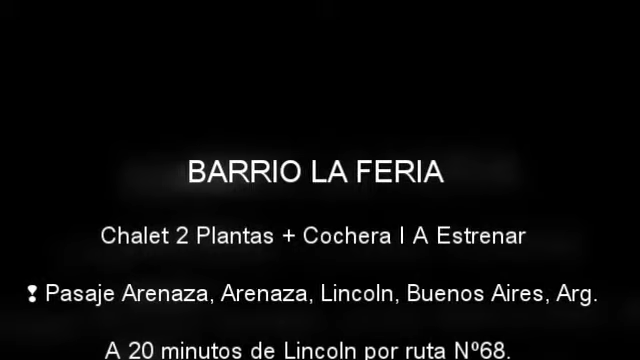 BARRIO LA FERIA
Chalet 2 Plantas + Cochera I A Estrenar
❢ Pasaje Arenaza, Arenaza, Lincoln, Buenos Aires, Arg.
A 20 minutos de Lincoln por ruta Nº68.